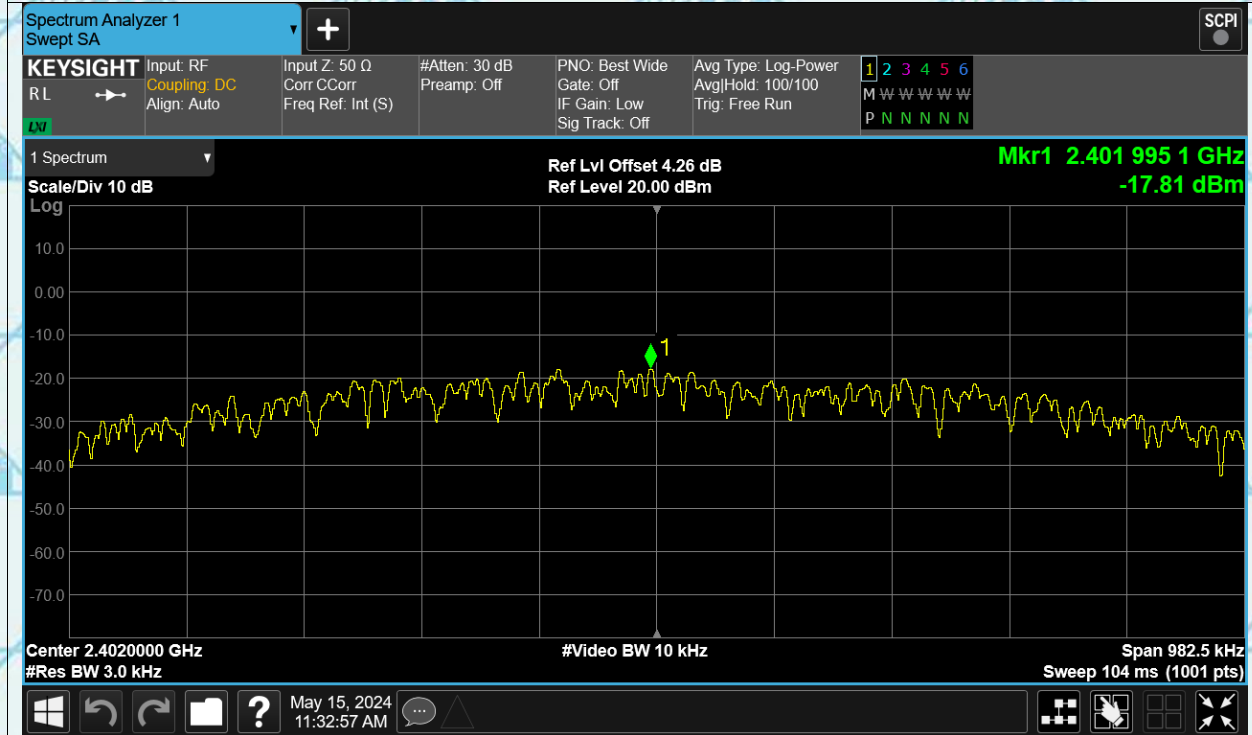 Spectrum Analyzer 1
Swept SA
+
SCPI
KEYSIGHT
RL
LXI
Input: RF
Coupling: DC
Align: Auto
Input Z: 50 Ω
Corr CCorr
Freq Ref: Int (S)
#Atten: 30 dB
Preamp: Off
PNO: Best Wide
Gate: Off
IF Gain: Low
Sig Track: Off
Avg Type: Log-Power
Avg|Hold: 100/100
Trig: Free Run
1 2 3 4 5 6
M W W W W W
P N N N N N
1 Spectrum
Scale/Div 10 dB
Log
Ref Lvl Offset 4.26 dB
Ref Level 20.00 dBm
Mkr1 2.401 995 1 GHz
-17.81 dBm
10.0
0.00
-10.0
1
-20.0
-30.0
-40.0
-50.0
-60.0
-70.0
Center 2.4020000 GHz
#Res BW 3.0 kHz
#Video BW 10 kHz
Span 982.5 kHz
Sweep 104 ms (1001 pts)
?
May 15, 2024
11:32:57 AM